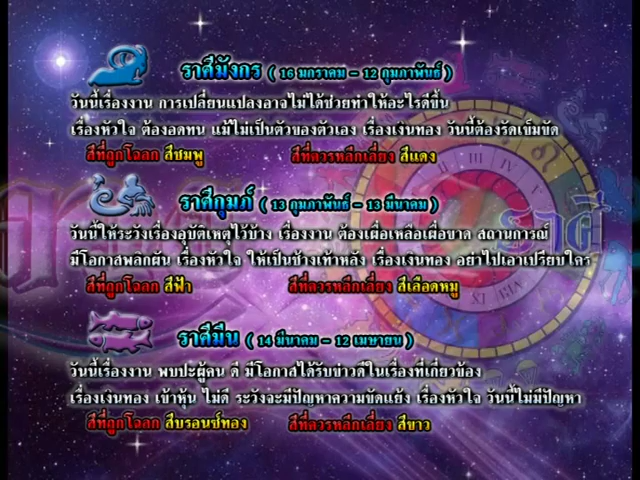 ราศีมังกร ( 16 มกราคม – 12 กุมภาพันธ์ )
วันนี้เรื่องงาน การเปลี่ยนแปลงอาจไม่ได้ช่วยทำให้อะไรดีขึ้น
เรื่องหัวใจ ต้องอดทน แม้ไม่เป็นตัวของตัวเอง เรื่องเงินทอง วันนี้ต้องรัดเข็มขัด
สีที่ถูกโฉลก สีชมพู สีที่ควรหลีกเลี่ยง สีแดง
ราศีกุมภ์ ( 13 กุมภาพันธ์ – 13 มีนาคม )
วันนี้ให้ระวังเรื่องอุบัติเหตุไว้บ้าง เรื่องงาน ต้องเผื่อเหลือเผื่อขาด สถานการณ์
มีโอกาสพลิกผัน เรื่องหัวใจ ให้เป็นช้างเท้าหลัง เรื่องเงินทอง อย่าไปเอาเปรียบใคร
สีที่ถูกโฉลก สีฟ้า สีที่ควรหลีกเลี่ยง สีเลือดหมู
ราศีมีน ( 14 มีนาคม – 12 เมษายน )
วันนี้เรื่องงาน พบปะผู้คน ดี มีโอกาสได้รับข่าวดีในเรื่องที่เกี่ยวข้อง
เรื่องเงินทอง เข้าหุ้น ไม่ดี ระวังจะมีปัญหาความขัดแย้ง เรื่องหัวใจ วันนี้ไม่มีปัญหา
สีที่ถูกโฉลก สีบรอนซ์ทอง สีที่ควรหลีกเลี่ยง สีขาว
ราศี